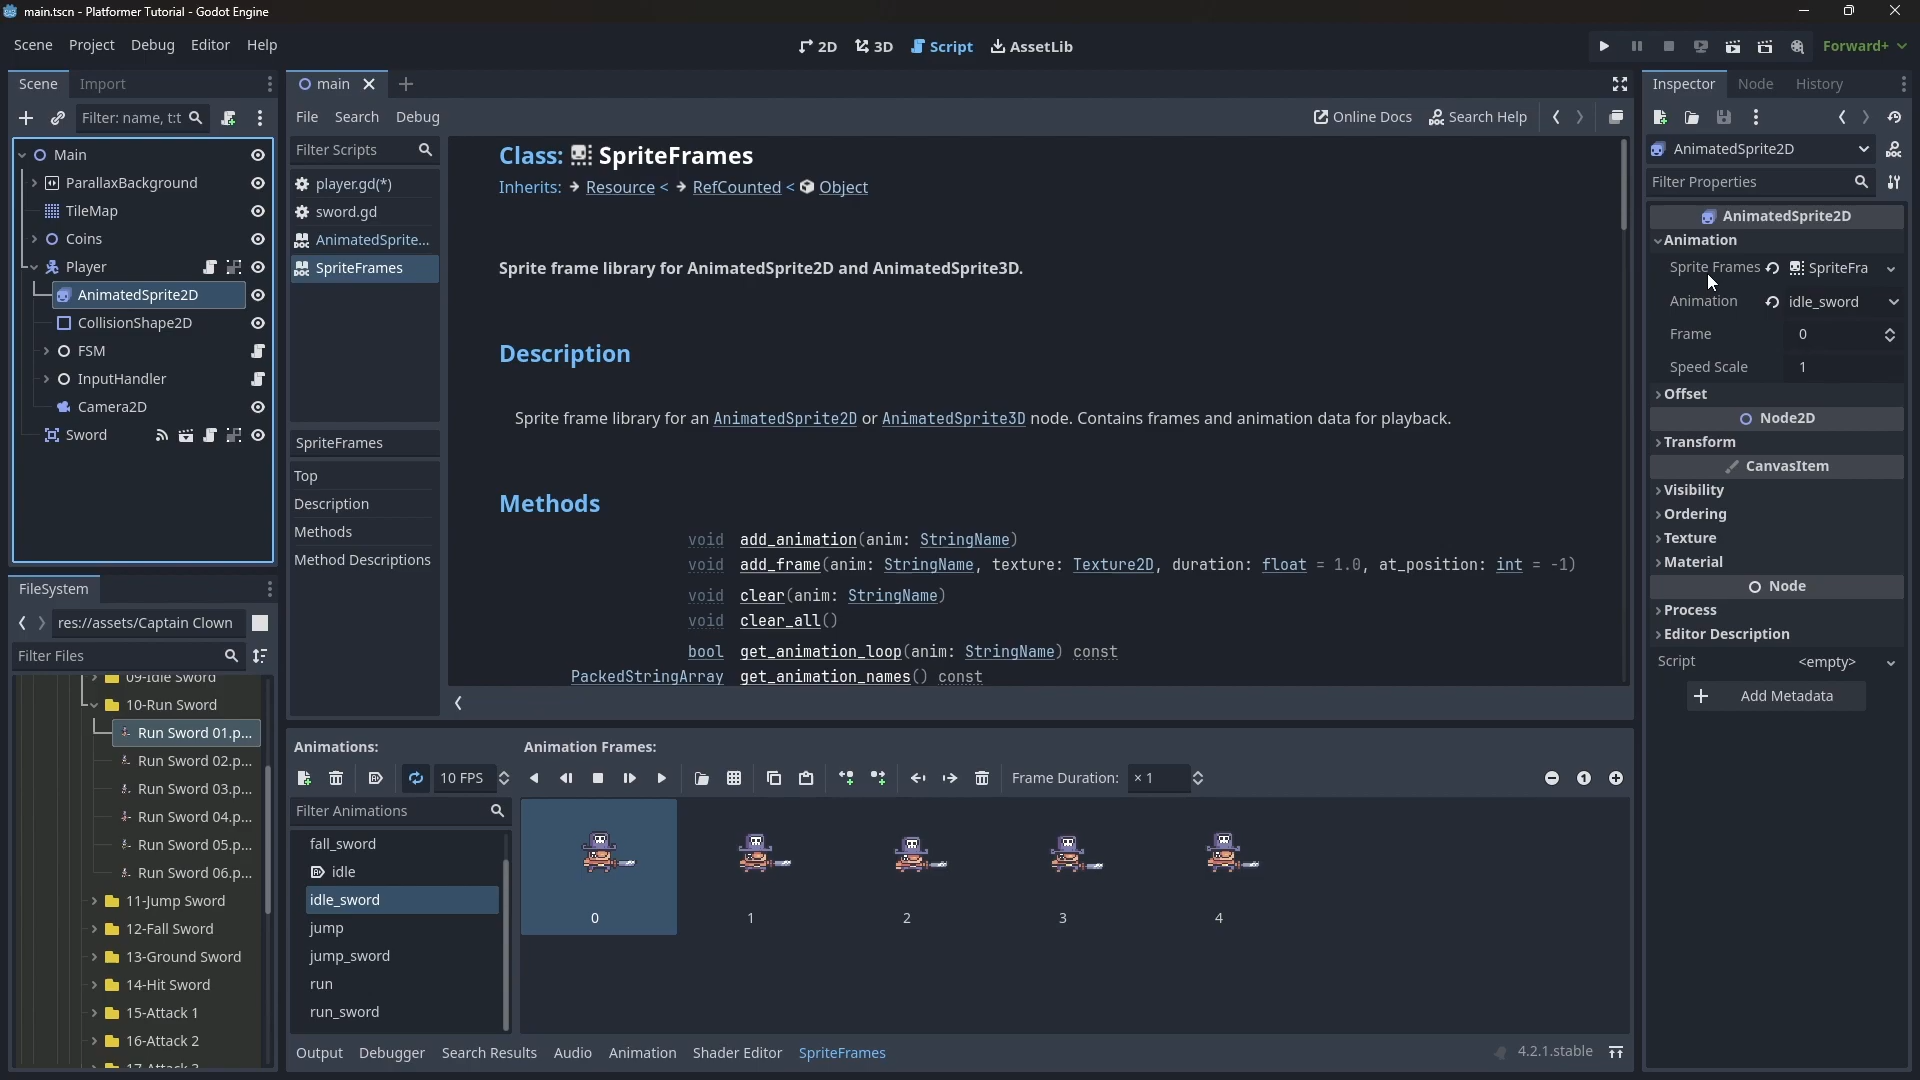 main.tscn - Platformer Tutorial - Godot Engine
Scene Project Debug Editor Help
2D 3D Script AssetLib
Forward+
Scene Import
Filter: name, t:t
Main
ParallaxBackground
TileMap
Coins
Player
AnimatedSprite2D
CollisionShape2D
FSM
InputHandler
Camera2D
Sword
FileSystem
res://assets/Captain Clown
Filter Files
09-Idle Sword
10-Run Sword
Run Sword 01.p...
Run Sword 02.p...
Run Sword 03.p...
Run Sword 04.p...
Run Sword 05.p...
Run Sword 06.p...
11-Jump Sword
12-Fall Sword
13-Ground Sword
14-Hit Sword
15-Attack 1
16-Attack 2
17-Attack 3
main
File Search Debug
Online Docs Search Help
Filter Scripts
player.gd(*)
sword.gd
AnimatedSprite...
SpriteFrames
SpriteFrames
Top
Description
Methods
Method Descriptions
Class: SpriteFrames
Inherits: Resource < RefCounted < Object
Sprite frame library for AnimatedSprite2D and AnimatedSprite3D.
Description
Sprite frame library for an AnimatedSprite2D or AnimatedSprite3D node. Contains frames and animation data for playback.
Methods
void add_animation(anim: StringName)
void add_frame(anim: StringName, texture: Texture2D, duration: float = 1.0, at_position: int = -1)
void clear(anim: StringName)
void clear_all()
bool get_animation_loop(anim: StringName) const
PackedStringArray get_animation_names() const
Animations:
10 FPS
Filter Animations
fall_sword
idle
idle_sword
jump
jump_sword
run
run_sword
Animation Frames:
Frame Duration: ×1
0 1 2 3 4
Output Debugger Search Results Audio Animation Shader Editor SpriteFrames
4.2.1.stable
Inspector Node History
AnimatedSprite2D
Filter Properties
AnimatedSprite2D
Animation
Sprite Frames SpriteFra
Animation idle_sword
Frame 0
Speed Scale 1
Offset
Node2D
Transform
CanvasItem
Visibility
Ordering
Texture
Material
Node
Process
Editor Description
Script <empty>
Add Metadata